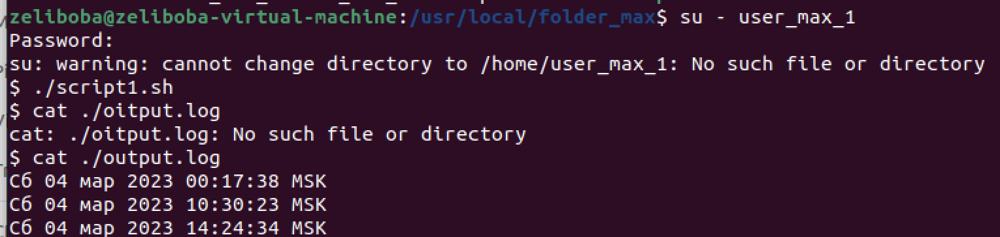 zeliboba@zeliboba-virtual-machine:/usr/local/folder_max$ su - user_max_1
Password:
su: warning: cannot change directory to /home/user_max_1: No such file or directory
$ ./script1.sh
$ cat ./oitput.log
cat: ./oitput.log: No such file or directory
$ cat ./output.log
Сб 04 мар 2023 00:17:38 MSK
Сб 04 мар 2023 10:30:23 MSK
Сб 04 мар 2023 14:24:34 MSK